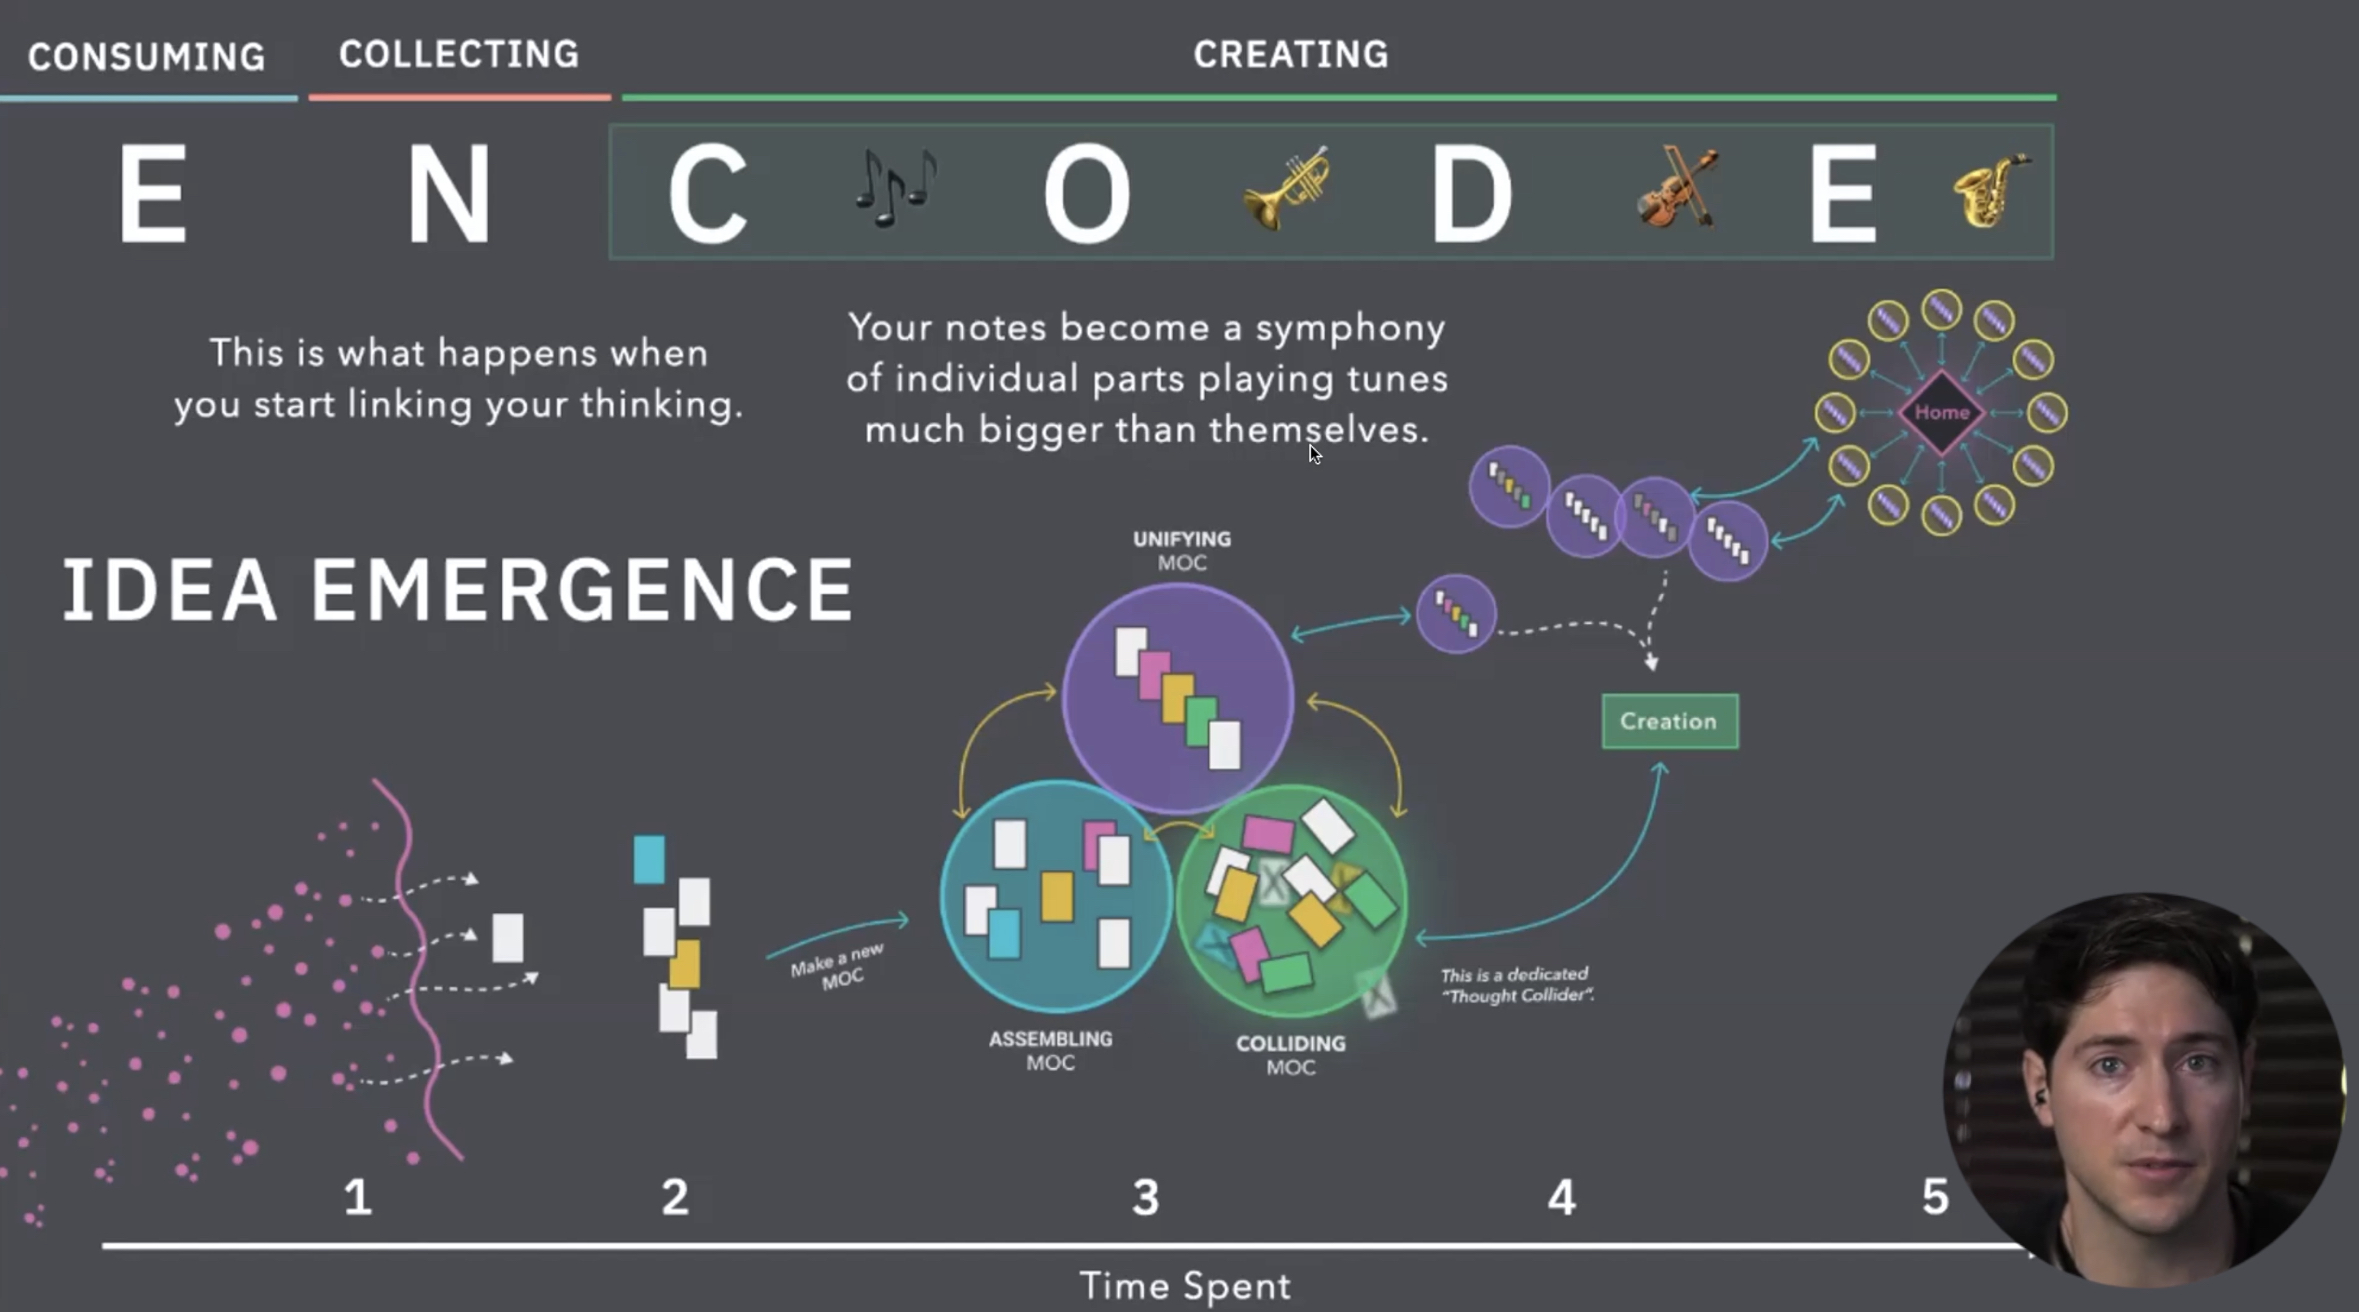 CONSUMING
COLLECTING
CREATING
E N C O D E
This is what happens when
you start linking your thinking.
Your notes become a symphony
of individual parts playing tunes
much bigger than themselves.
Home
IDEA EMERGENCE
UNIFYING
MOC
Creation
Make a new
MOC
This is a dedicated
"Thought Collider".
ASSEMBLING
MOC
COLLIDING
MOC
1 2 3 4 5
Time Spent